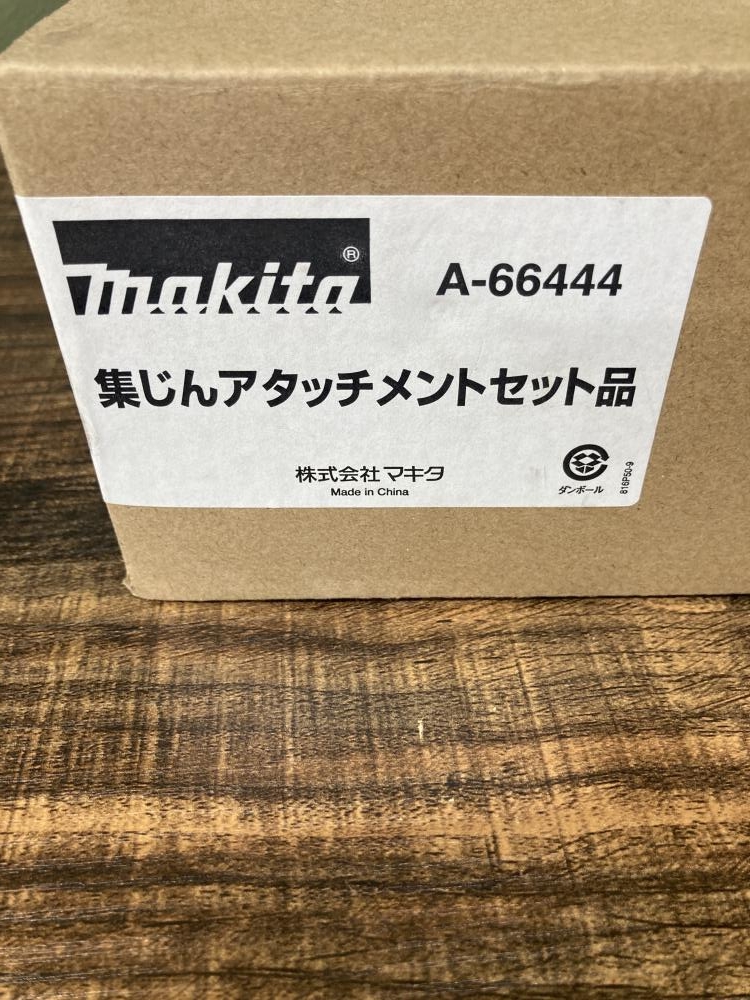 makita®
A-66444
集じんアタッチメントセット品
株式会社マキタ
Made in China
ダンボール
816P50-9